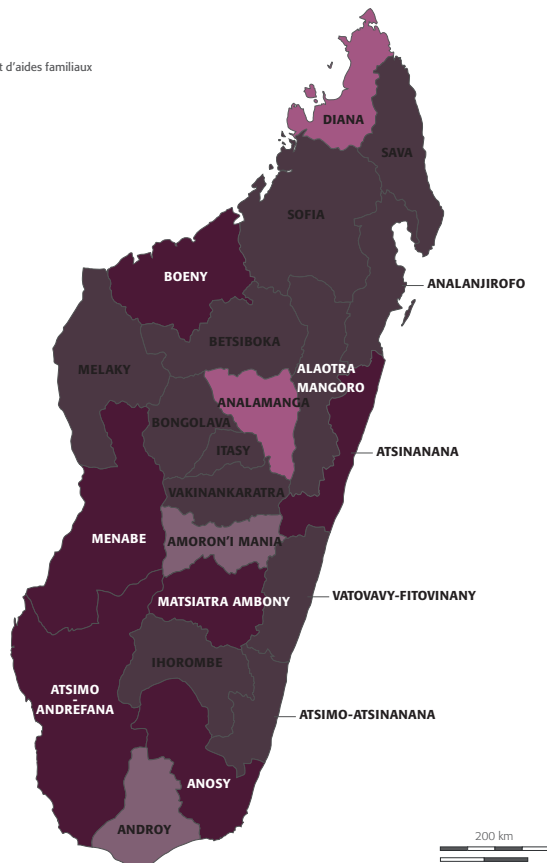 t d'aides familiaux
DIANA
SAVA
SOFIA
BOENY
ANALANJIROFO
BETSIBOKA
MELAKY
ALAOTRA
MANGORO
ANALAMANGA
BONGOLAVA
ITASY
ATSINANANA
VAKINANKARATRA
MENABE
AMORON'I MANIA
MATSIATRA AMBONY
VATOVAVY-FITOVINANY
IHOROMBE
ATSIMO
-
ANDREFANA
ATSIMO-ATSINANANA
ANOSY
ANDROY
200 km